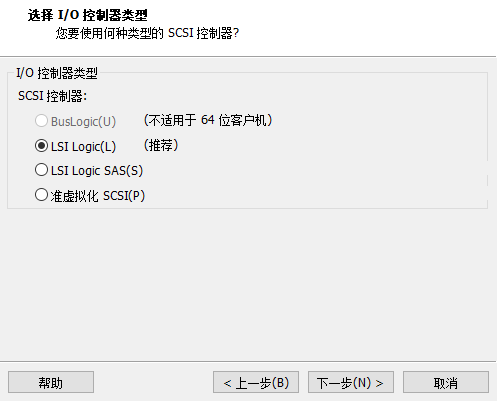 选择 I/O 控制器类型
您要使用何种类型的 SCSI 控制器?
I/O 控制器类型
SCSI 控制器:
BusLogic(U) （不适用于 64 位客户机）
LSI Logic(L) （推荐）
LSI Logic SAS(S)
准虚拟化 SCSI(P)
帮助 < 上一步(B) 下一步(N) > 取消